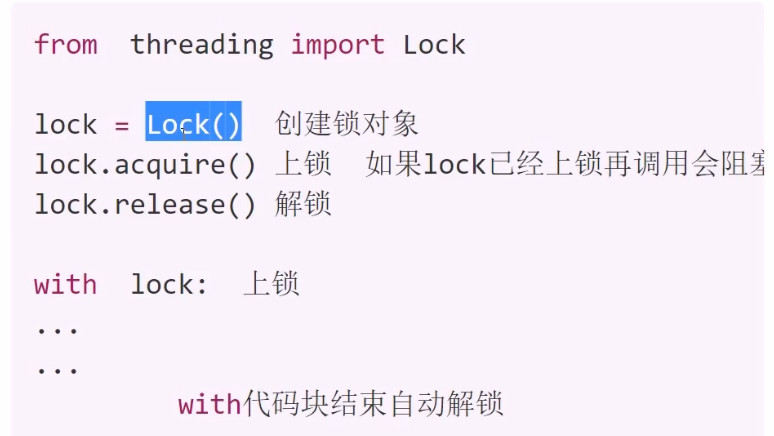 from  threading import Lock
lock = Lock()  创建锁对象
lock.acquire() 上锁  如果lock已经上锁再调用会阻塞
lock.release() 解锁
with  lock:  上锁
...
...
with代码块结束自动解锁